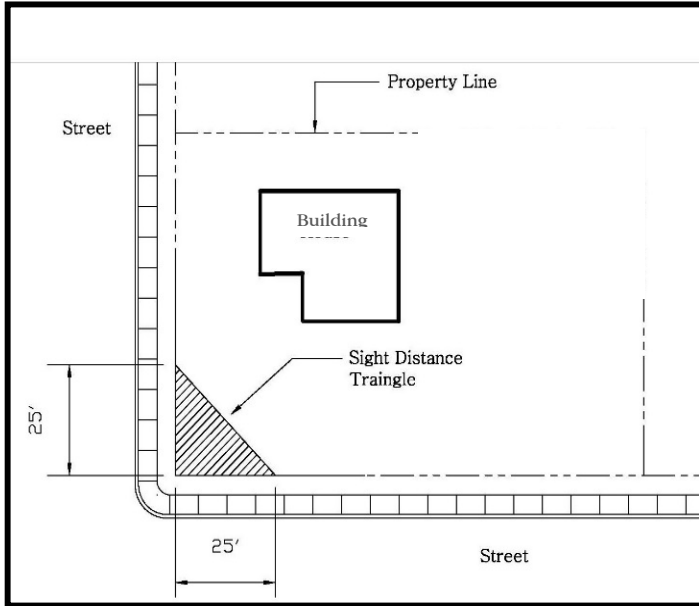 Property Line
Street
Building
Sight Distance
Traingle
25'
25'
Street